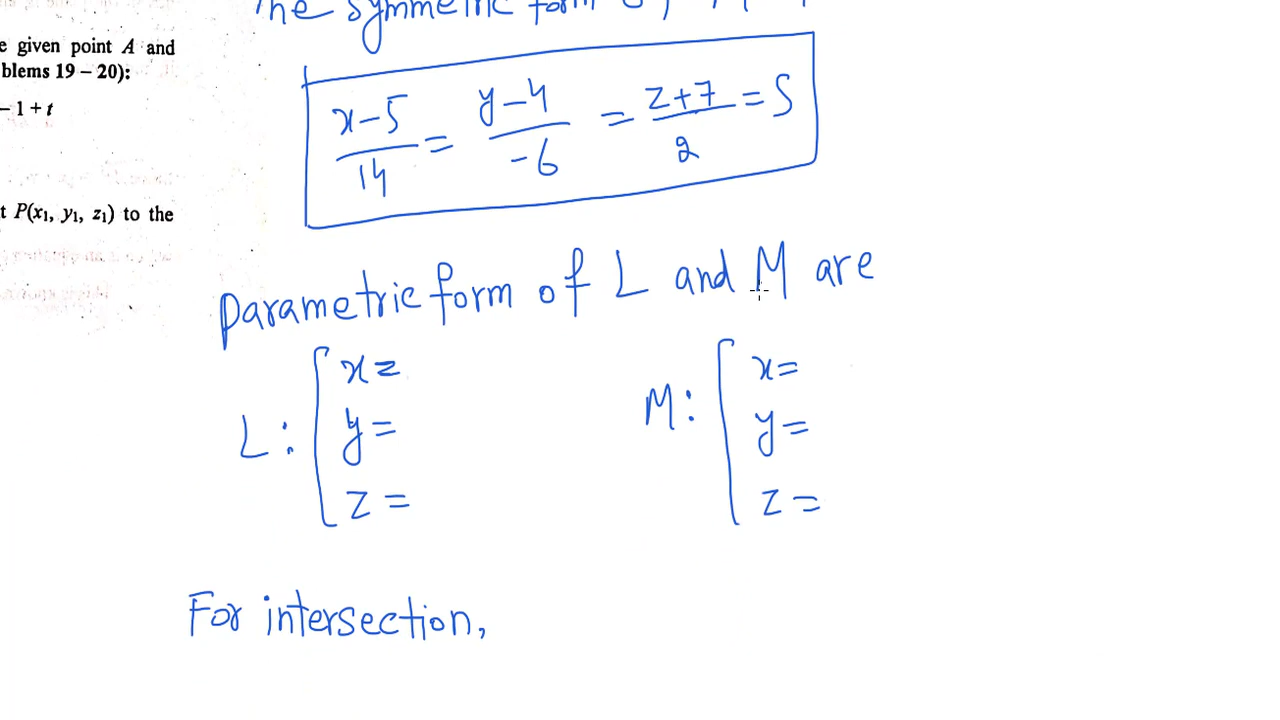 The symmetric form
e given point A and
blems 19 – 20):
– 1 + t
t P(x₁, y₁, z₁) to the
x-5/14 = y-4/-6 = z+7/2 = S
parametric form of L and M are
L: x= M: x=
y= y=
z= z=
For intersection,